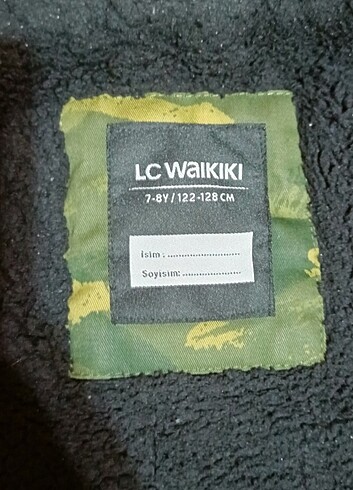 LC WAIKIKI
7-8Y / 122-128 CM
İsim : ..........................
Soyisim: .....................